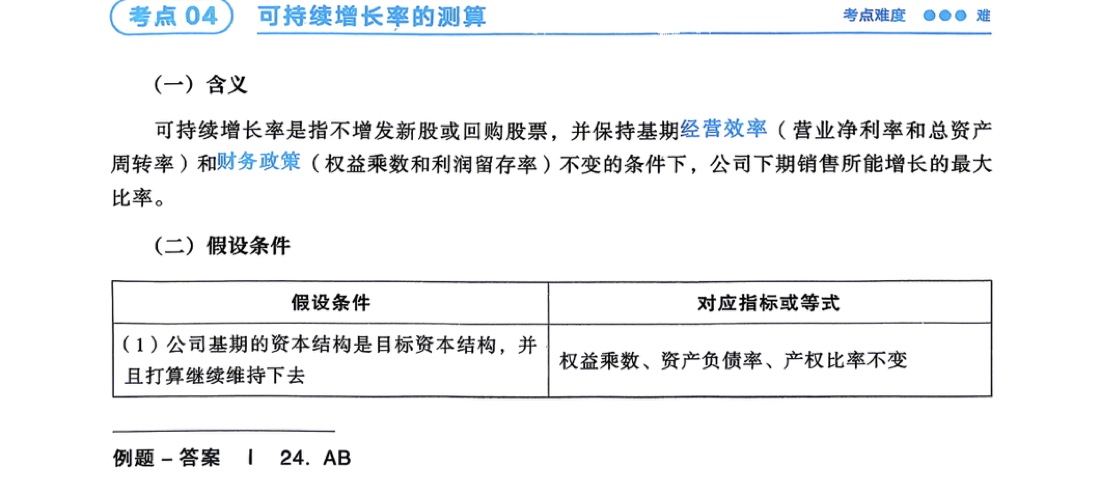 考点 04 可持续增长率的测算 考点难度 难
（一）含义
可持续增长率是指不增发新股或回购股票，并保持基期经营效率（营业净利率和总资产
周转率）和财务政策（权益乘数和利润留存率）不变的条件下，公司下期销售所能增长的最大
比率。
（二）假设条件
假设条件 对应指标或等式
（1）公司基期的资本结构是目标资本结构，并
且打算继续维持下去
权益乘数、资产负债率、产权比率不变
例题－答案 | 24. AB